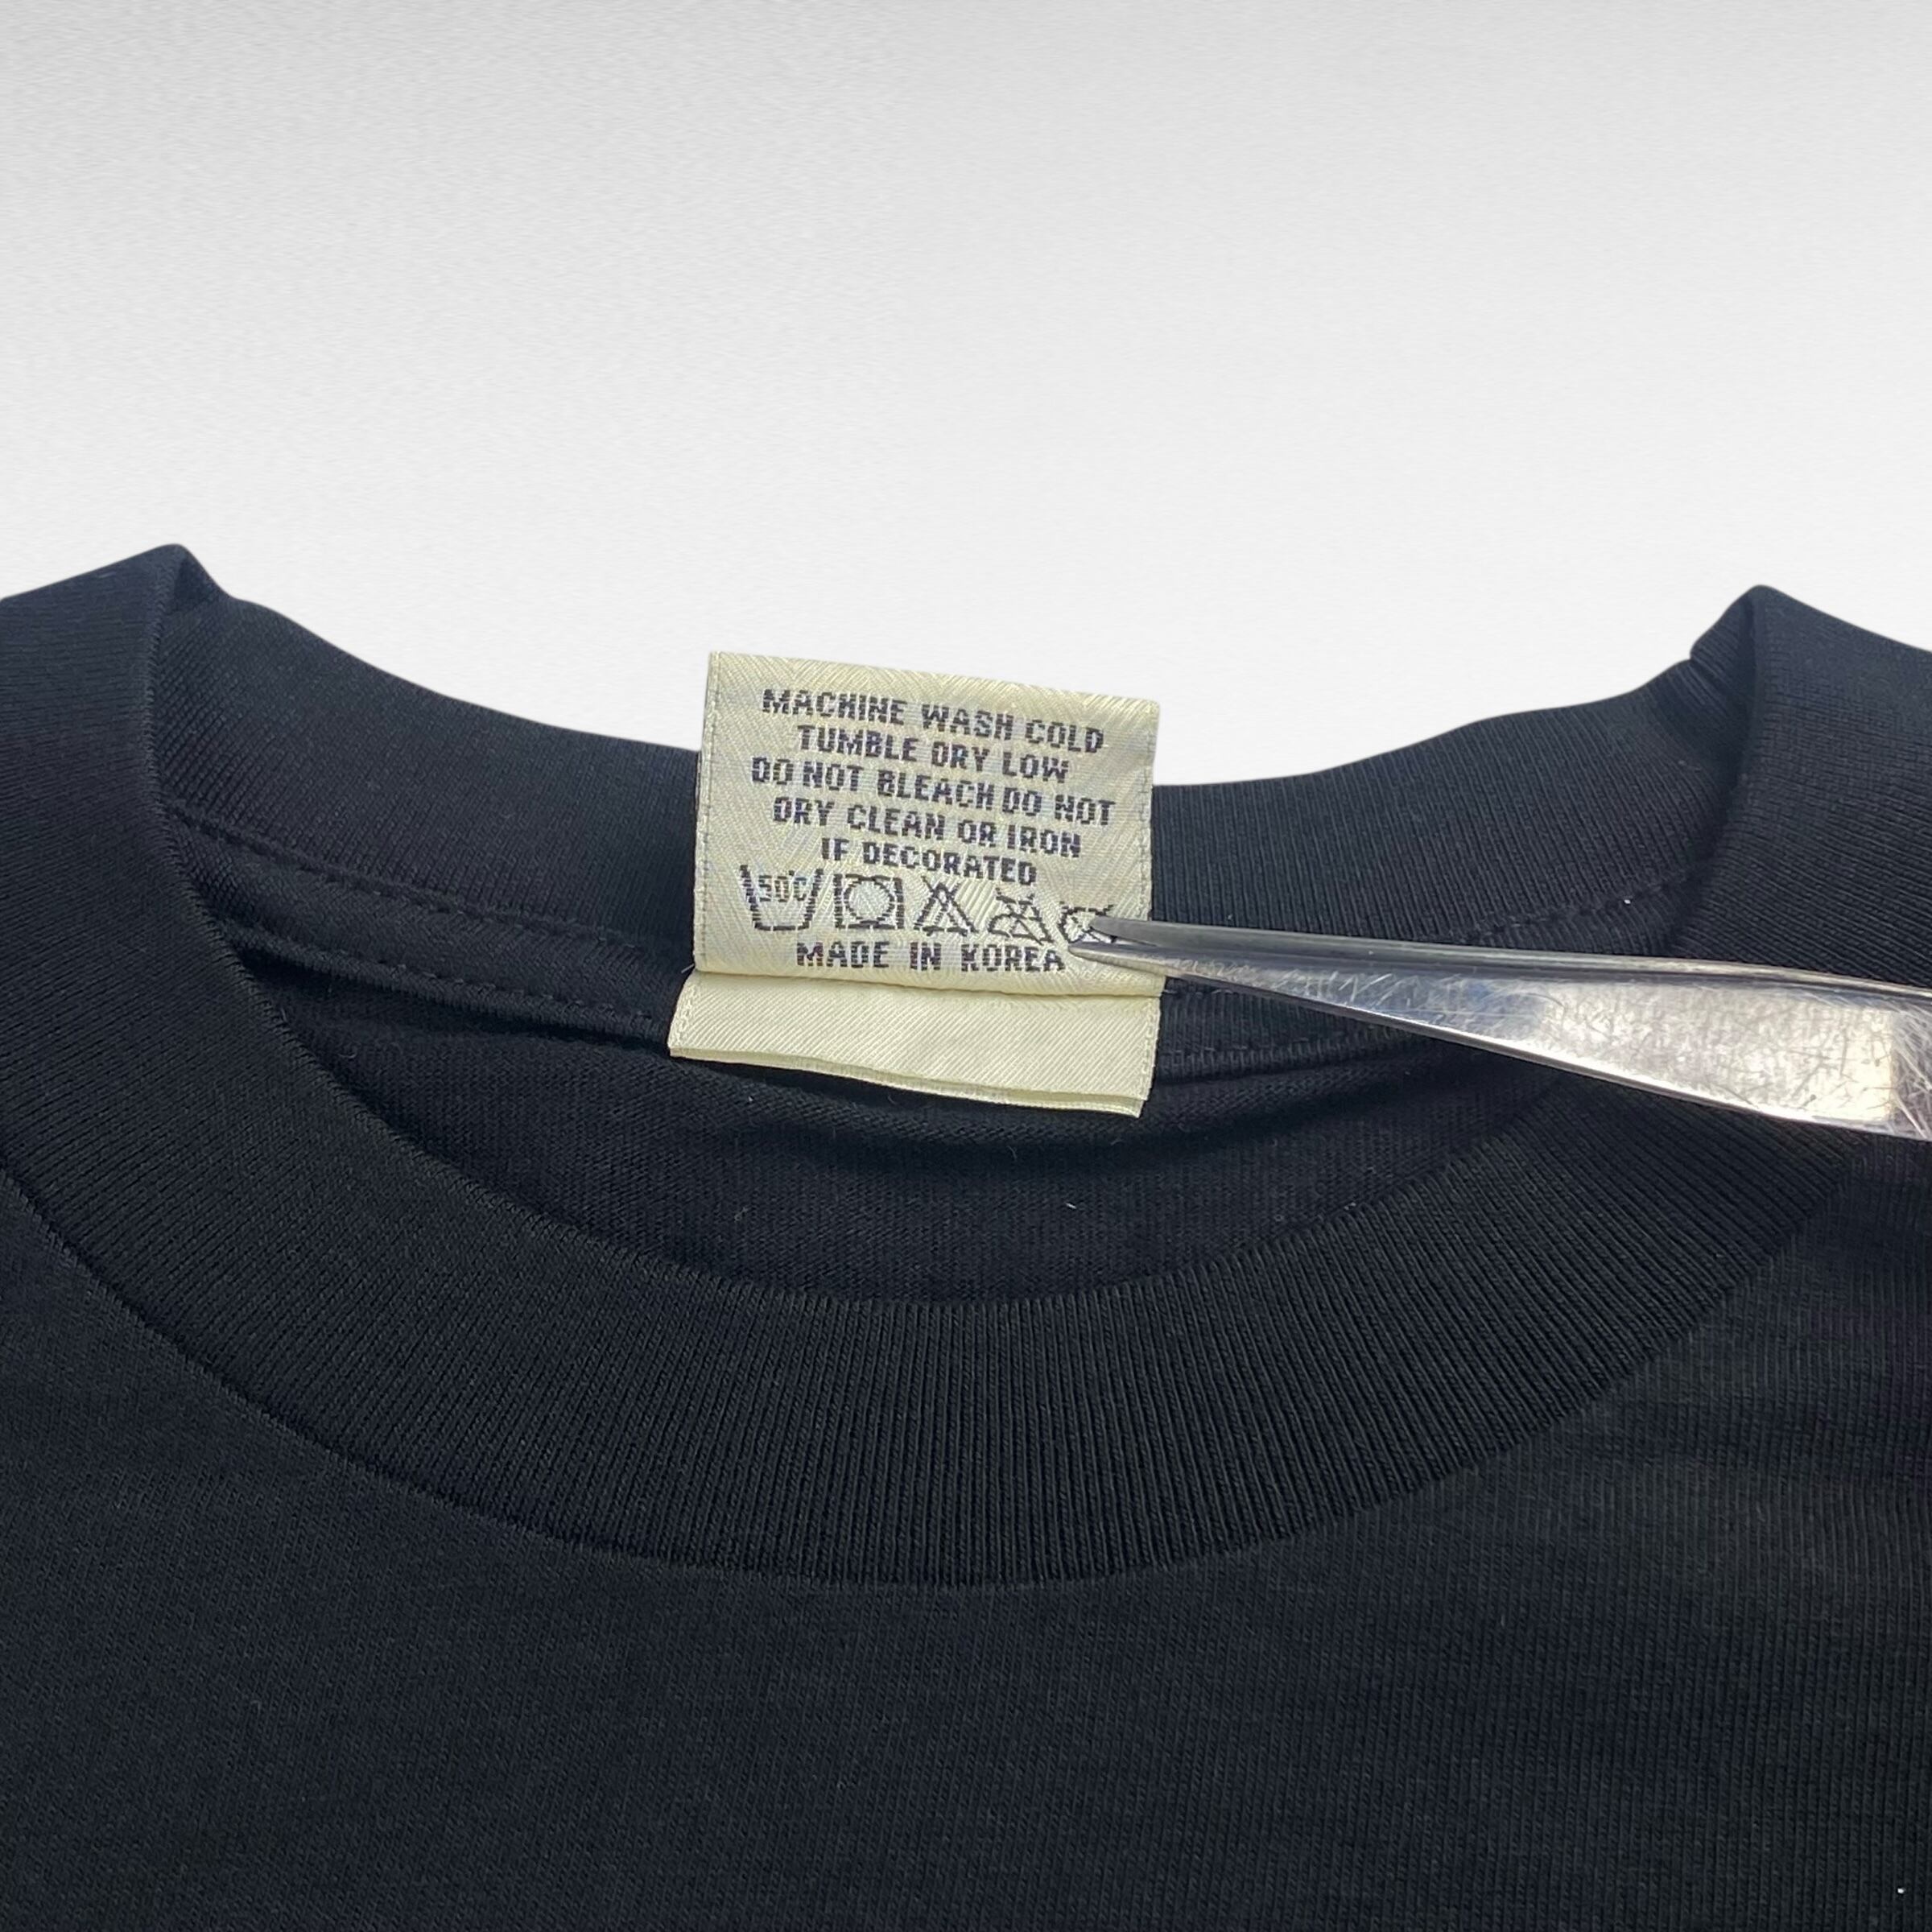 MACHINE WASH COLD
TUMBLE DRY LOW
DO NOT BLEACH DO NOT
DRY CLEAN OR IRON
IF DECORATED
50°C
MADE IN KOREA